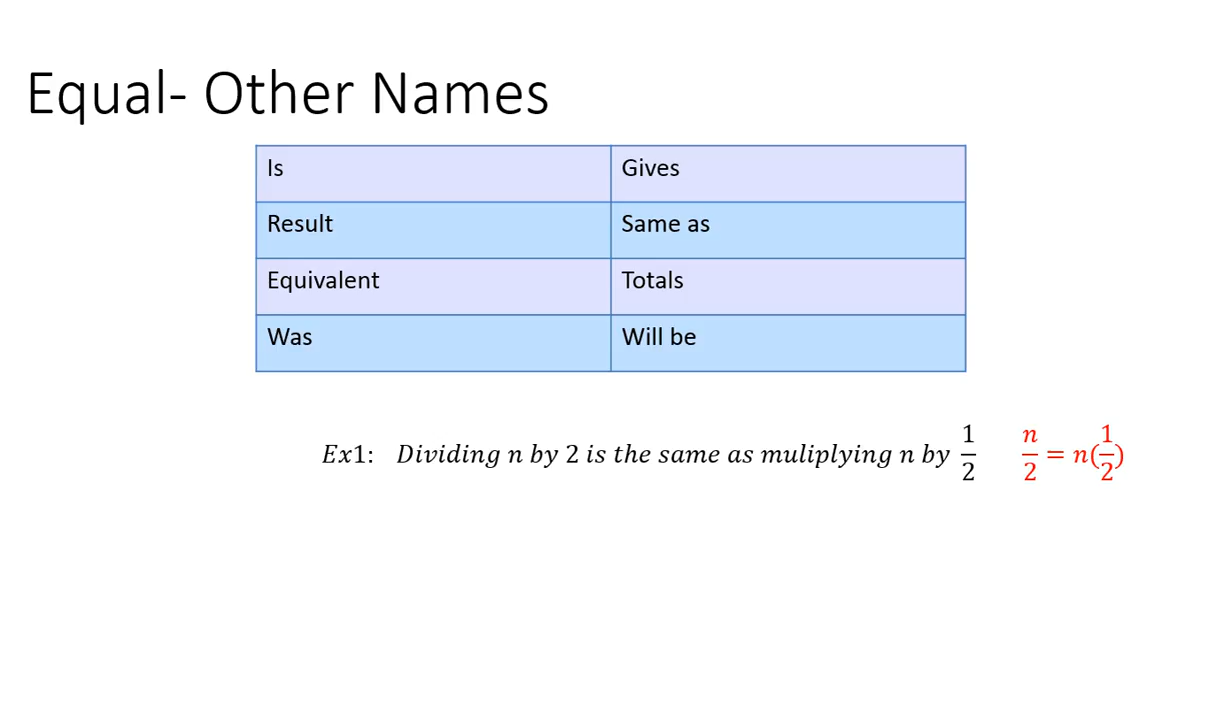 Equal- Other Names
Is Gives
Result Same as
Equivalent Totals
Was Will be
Ex1: Dividing n by 2 is the same as muliplying n by 1/2 n/2 = n(1/2)